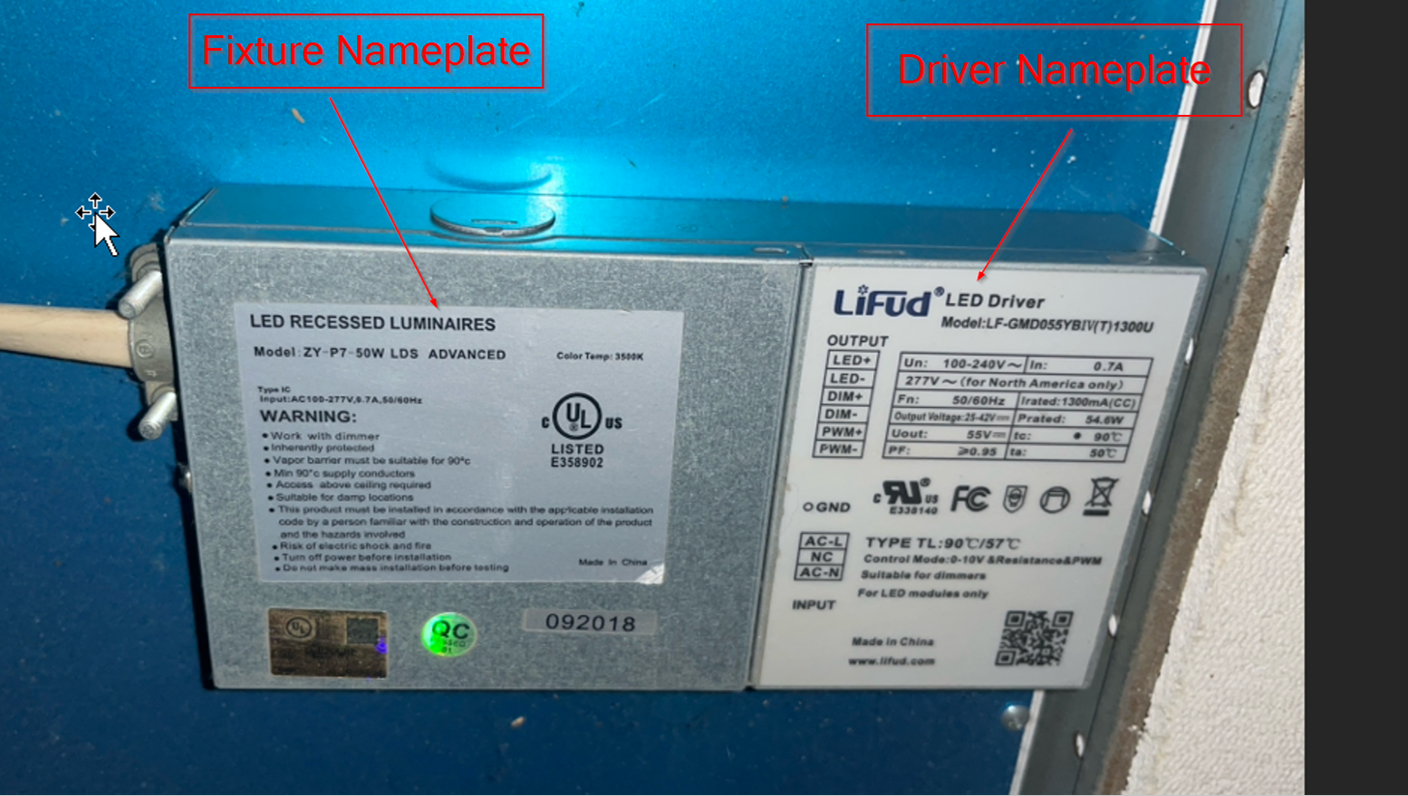 Fixture Nameplate
Driver Nameplate
LED RECESSED LUMINAIRES
Model:ZY-P7-50W LDS ADVANCED
Color Temp: 3500K
Type IC
Input:AC100-277V,0.7A,50/60Hz
WARNING:
• Work with dimmer
• Inherently protected
• Vapor barrier must be suitable for 90°c
• Min 90°c supply conductors
• Access above ceiling required
• Suitable for damp locations
• This product must be installed in accordance with the applicable installation
code by a person familiar with the construction and operation of the product
and the hazards involved
• Risk of electric shock and fire
• Turn off power before installation
• Do not make mass installation before testing
C UL US
LISTED
E358902
Made In China
UL
QC
092018
LiFud® LED Driver
Model:LF-GMD055YBIV(T)1300U
OUTPUT
LED+
LED-
DIM+
DIM-
PWM+
PWM-
Un: 100-240V～ In: 0.7A
277V～(for North America only)
Fn: 50/60Hz Irated:1300mA(CC)
Output Voltage:25-42V⎓ Prated: 54.6W
Uout: 55V⎓ tc: • 90℃
PF: ≥0.95 ta: 50℃
c RU® US
E338140
FC
GND
AC-L
NC
AC-N
INPUT
TYPE TL:90℃/57℃
Control Mode:0-10V &Resistance&PWM
Suitable for dimmers
For LED modules only
Made in China
www.lifud.com